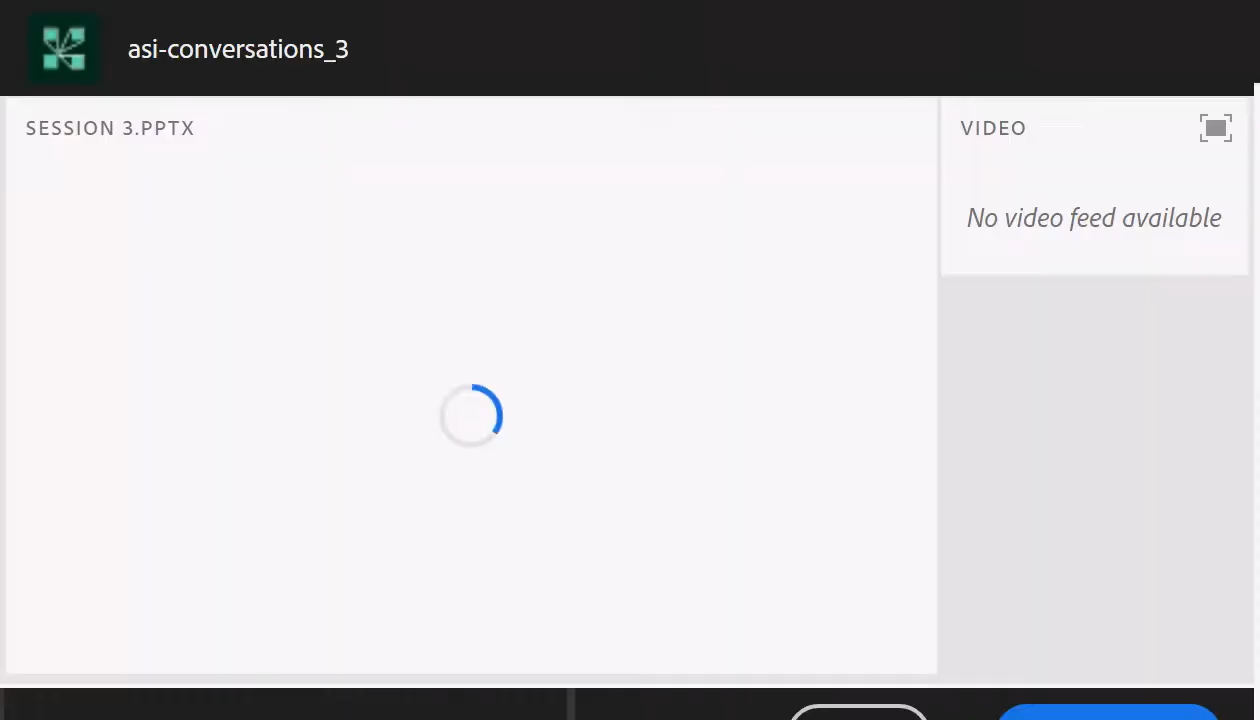 asi-conversations_3
SESSION 3.PPTX
VIDEO
No video feed available